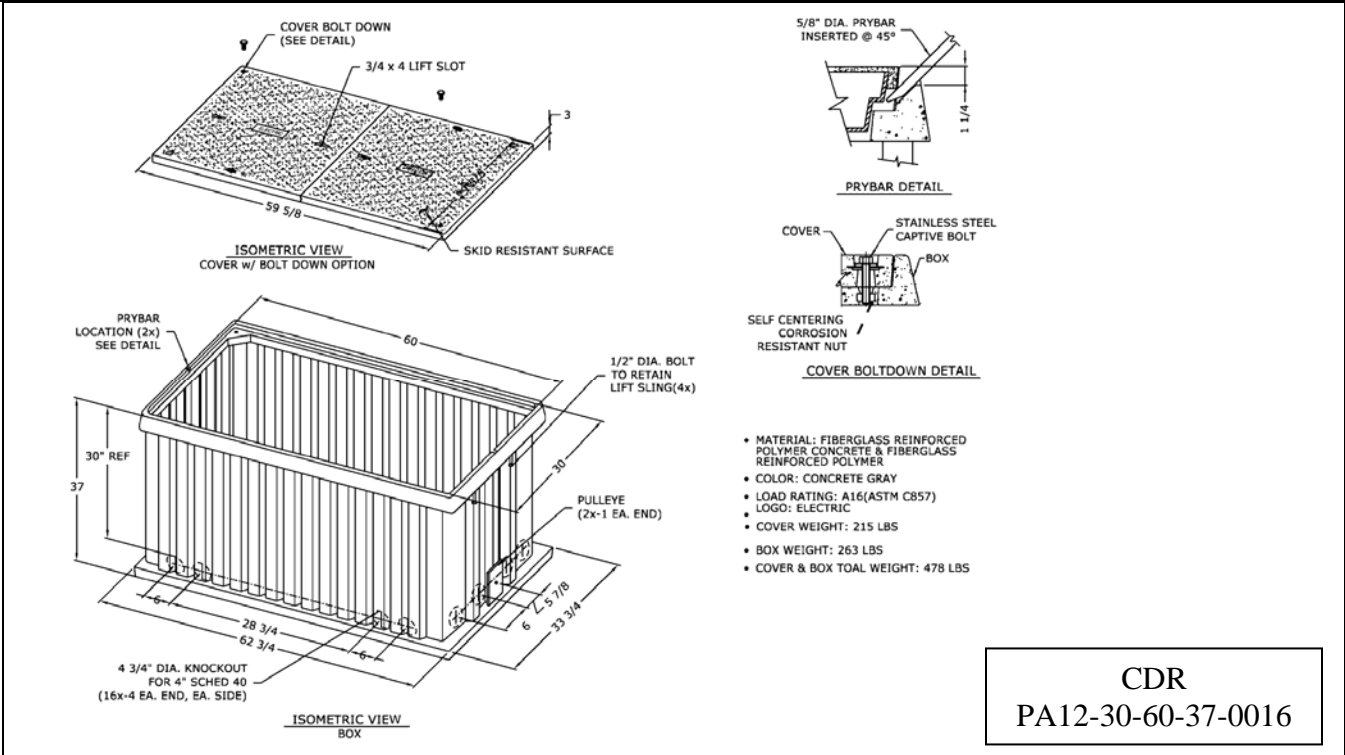 COVER BOLT DOWN
(SEE DETAIL)
3/4 x 4 LIFT SLOT
3
59 5/8
SKID RESISTANT SURFACE
ISOMETRIC VIEW
COVER w/ BOLT DOWN OPTION
5/8" DIA. PRYBAR
INSERTED @ 45°
1 1/4
PRYBAR DETAIL
COVER
STAINLESS STEEL
CAPTIVE BOLT
BOX
SELF CENTERING
CORROSION
RESISTANT NUT
COVER BOLTDOWN DETAIL
PRYBAR
LOCATION (2x)
SEE DETAIL
60
1/2" DIA. BOLT
TO RETAIN
LIFT SLING(4x)
30" REF
37
30
PULLEYE
(2x-1 EA. END)
6
28 3/4
62 3/4
6
6
5 7/8
33 3/4
4 3/4" DIA. KNOCKOUT
FOR 4" SCHED 40
(16x-4 EA. END, EA. SIDE)
ISOMETRIC VIEW
BOX
• MATERIAL: FIBERGLASS REINFORCED
POLYMER CONCRETE & FIBERGLASS
REINFORCED POLYMER
• COLOR: CONCRETE GRAY
• LOAD RATING: A16(ASTM C857)
• LOGO: ELECTRIC
• COVER WEIGHT: 215 LBS
• BOX WEIGHT: 263 LBS
• COVER & BOX TOAL WEIGHT: 478 LBS
CDR
PA12-30-60-37-0016